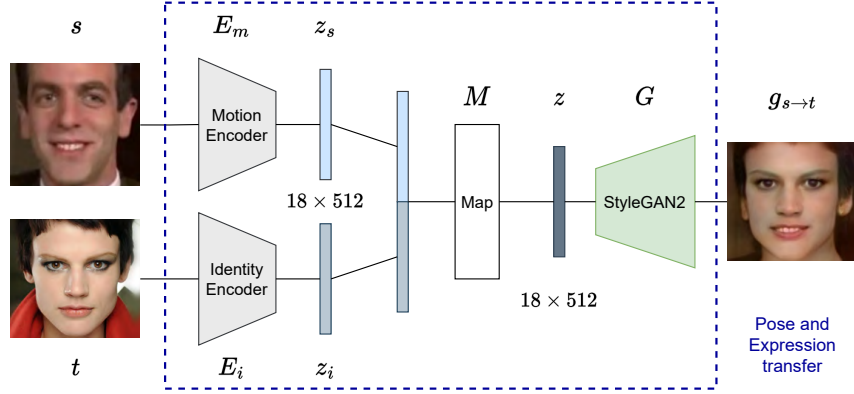 s
E_m
z_s
Motion
Encoder
18 × 512
M
z
G
g_{s→t}
Map
StyleGAN2
Identity
Encoder
18 × 512
t
E_i
z_i
Pose and
Expression
transfer